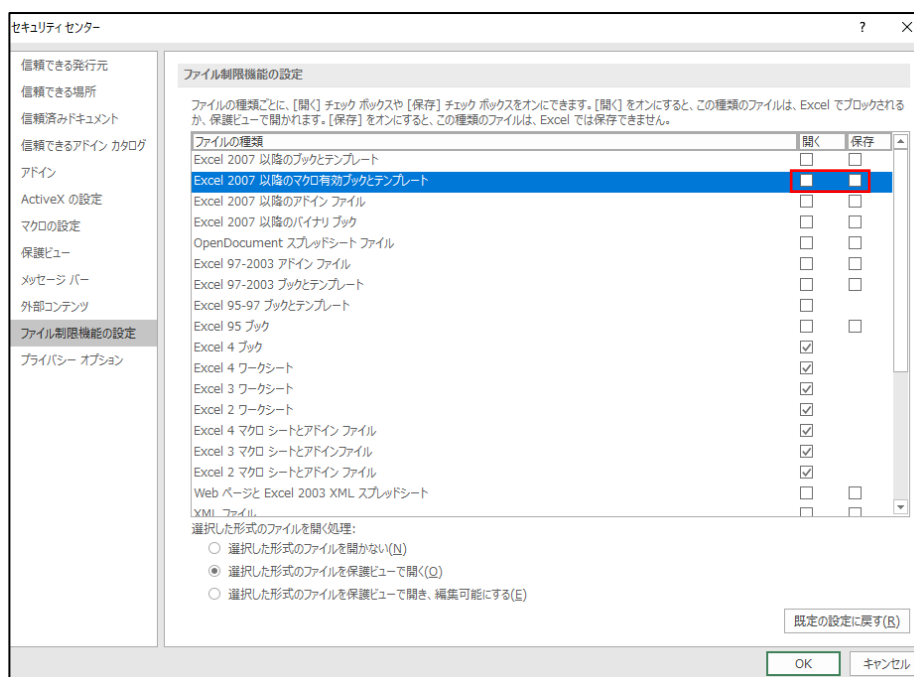 セキュリティ センター
?
×
信頼できる発行元
信頼できる場所
信頼済みドキュメント
信頼できるアドイン カタログ
アドイン
ActiveX の設定
マクロの設定
保護ビュー
メッセージ バー
外部コンテンツ
ファイル制限機能の設定
プライバシー オプション
ファイル制限機能の設定
ファイルの種類ごとに、[開く] チェック ボックスや [保存] チェック ボックスをオンにできます。[開く] をオンにすると、この種類のファイルは、Excel でブロックされる
か、保護ビューで開かれます。[保存] をオンにすると、この種類のファイルは、Excel では保存できません。
ファイルの種類 開く 保存
Excel 2007 以降のブックとテンプレート
Excel 2007 以降のマクロ有効ブックとテンプレート
Excel 2007 以降のアドイン ファイル
Excel 2007 以降のバイナリ ブック
OpenDocument スプレッドシート ファイル
Excel 97-2003 アドイン ファイル
Excel 97-2003 ブックとテンプレート
Excel 95-97 ブックとテンプレート
Excel 95 ブック
Excel 4 ブック
Excel 4 ワークシート
Excel 3 ワークシート
Excel 2 ワークシート
Excel 4 マクロ シートとアドイン ファイル
Excel 3 マクロ シートとアドインファイル
Excel 2 マクロ シートとアドイン ファイル
Web ページと Excel 2003 XML スプレッドシート
XML ファイル
選択した形式のファイルを開く処理:
選択した形式のファイルを開かない(N)
選択した形式のファイルを保護ビューで開く(O)
選択した形式のファイルを保護ビューで開き、編集可能にする(E)
既定の設定に戻す(R)
OK
キャンセル